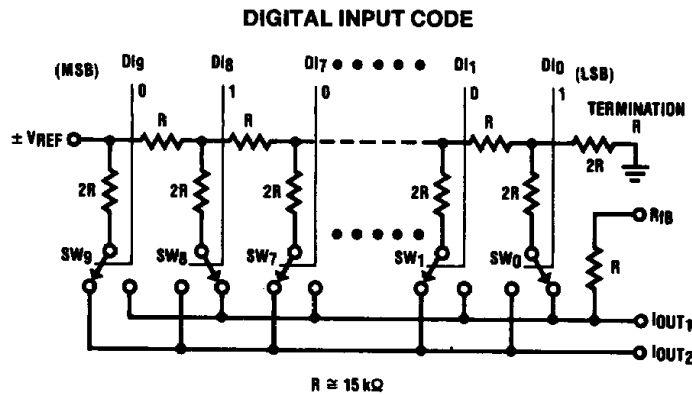 DIGITAL INPUT CODE
(MSB) DI9 DI8 DI7 DI1 DI0 (LSB)
0 1 0 0 1
TERMINATION
R
± VREF R R R 2R
2R 2R 2R 2R 2R
RfB
SW9 SW8 SW7 SW1 SW0 R
IOUT1
IOUT2
R ≅ 15 kΩ